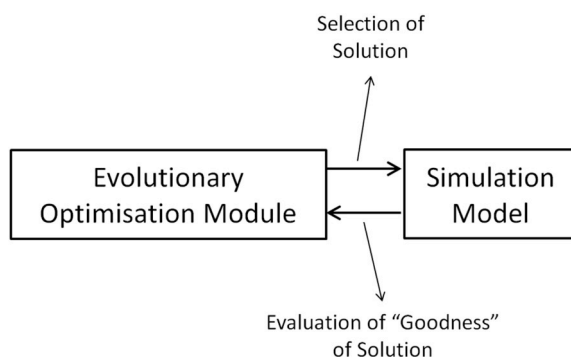 Selection of
Solution
Evolutionary
Optimisation Module
Simulation
Model
Evaluation of “Goodness”
of Solution